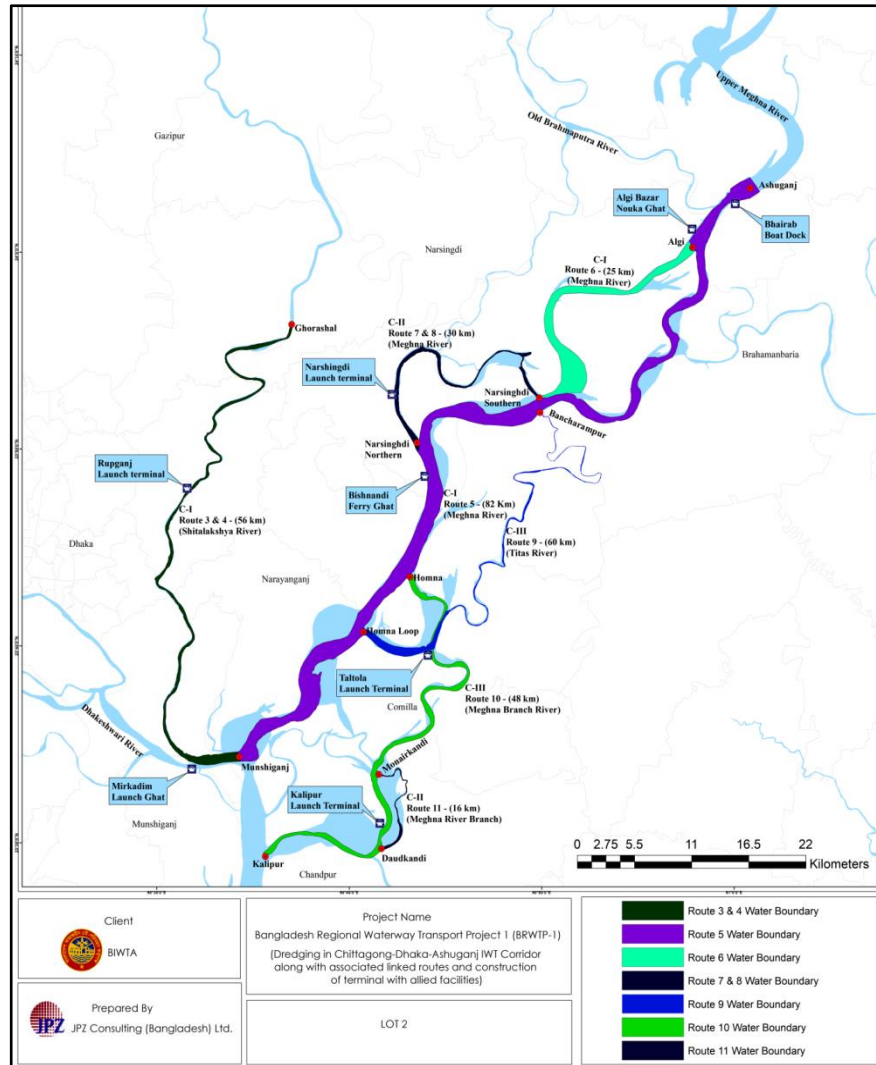 Upper Meghna River
Old Brahmaputra River
Gazipur
Ashuganj
Algi Bazar
Nouka Ghat
Bhairab
Boat Dock
Algi
Narsingdi
C-I
Route 6 - (25 km)
(Meghna River)
Ghorashal
C-II
Route 7 & 8 - (30 km)
(Meghna River)
Brahamanbaria
Narshingdi
Launch terminal
Narsinghdi
Southern
Bancharampur
Narsinghdi
Northern
Rupganj
Launch terminal
Bishnandi
Ferry Ghat
C-I
Route 5 - (82 Km)
(Meghna River)
C-I
Route 3 & 4 - (56 km)
(Shitalakshya River)
C-III
Route 9 - (60 km)
(Titas River)
Dhaka
Narayanganj
Homna
Homna Loop
Taltola
Launch Terminal
C-III
Route 10 - (48 km)
(Meghna Branch River)
Comilla
Dhakeshwari River
Munshiganj
Monairkandi
Mirkadim
Launch Ghat
Kalipur
Launch Terminal
C-II
Route 11 - (16 km)
(Meghna River Branch)
Munshiganj
Kalipur
Daudkandi
Chandpur
0 2.75 5.5 11 16.5 22
Kilometers
Client
BIWTA
Prepared By
JPZ
JPZ Consulting (Bangladesh) Ltd.
Project Name
Bangladesh Regional Waterway Transport Project 1 (BRWTP-1)
(Dredging in Chittagong-Dhaka-Ashuganj IWT Corridor
along with associated linked routes and construction
of terminal with allied facilities)
LOT 2
Route 3 & 4 Water Boundary
Route 5 Water Boundary
Route 6 Water Boundary
Route 7 & 8 Water Boundary
Route 9 Water Boundary
Route 10 Water Boundary
Route 11 Water Boundary